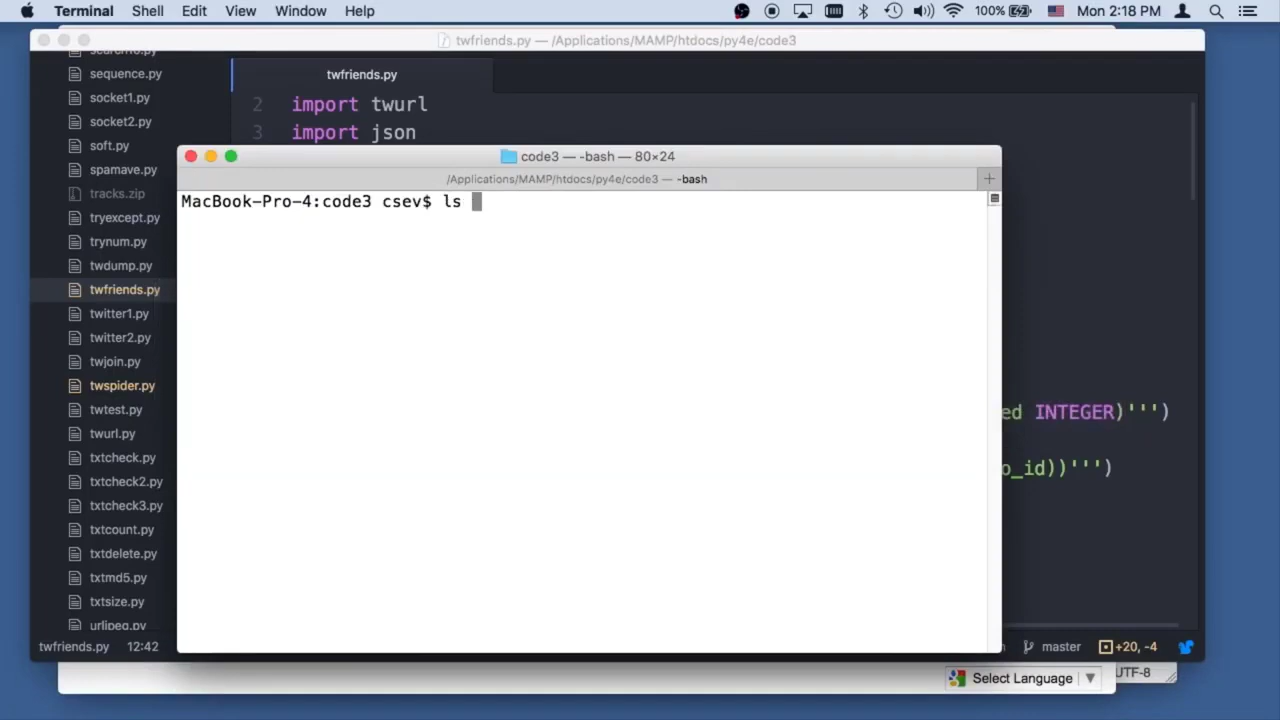 Terminal Shell Edit View Window Help 100% Mon 2:18 PM
twfriends.py — /Applications/MAMP/htdocs/py4e/code3
sequence.py
socket1.py
socket2.py
soft.py
spamave.py
tracks.zip
tryexcept.py
trynum.py
twdump.py
twfriends.py
twitter1.py
twitter2.py
twjoin.py
twspider.py
twtest.py
twurl.py
txtcheck.py
txtcheck2.py
txtcheck3.py
txtcount.py
txtdelete.py
txtmd5.py
txtsize.py
urljpeg.py
twfriends.py
2 import twurl
3 import json
code3 — -bash — 80×24
/Applications/MAMP/htdocs/py4e/code3 — -bash
MacBook-Pro-4:code3 csev$ ls
ed INTEGER)''')
o_id))''')
twfriends.py 12:42
master +20, -4
Select Language ▼
UTF-8